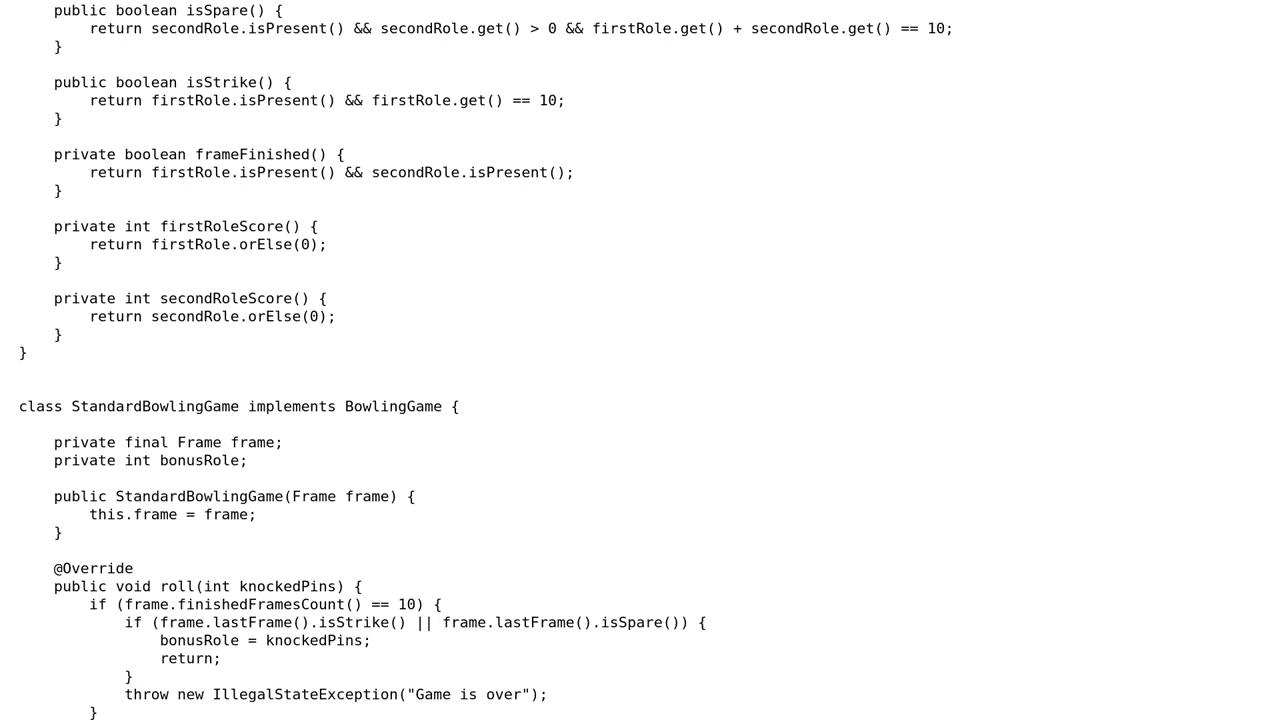 public boolean isSpare() {
return secondRole.isPresent() && secondRole.get() > 0 && firstRole.get() + secondRole.get() == 10;
}
public boolean isStrike() {
return firstRole.isPresent() && firstRole.get() == 10;
}
private boolean frameFinished() {
return firstRole.isPresent() && secondRole.isPresent();
}
private int firstRoleScore() {
return firstRole.orElse(0);
}
private int secondRoleScore() {
return secondRole.orElse(0);
}
}
class StandardBowlingGame implements BowlingGame {
private final Frame frame;
private int bonusRole;
public StandardBowlingGame(Frame frame) {
this.frame = frame;
}
@Override
public void roll(int knockedPins) {
if (frame.finishedFramesCount() == 10) {
if (frame.lastFrame().isStrike() || frame.lastFrame().isSpare()) {
bonusRole = knockedPins;
return;
}
throw new IllegalStateException("Game is over");
}